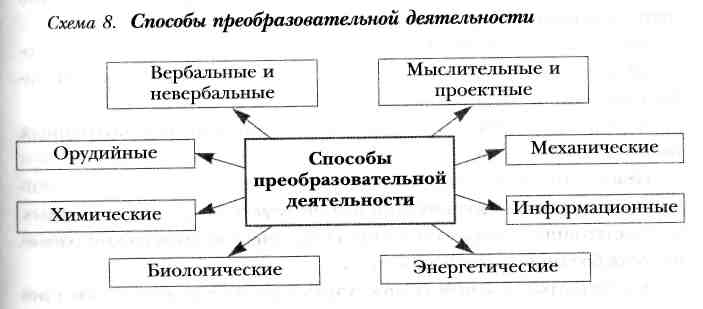 Схема 8. Способы преобразовательной деятельности
Вербальные и
невербальные
Мыслительные и
проектные
Орудийные
Механические
Способы
преобразовательной
деятельности
Химические
Информационные
Биологические
Энергетические